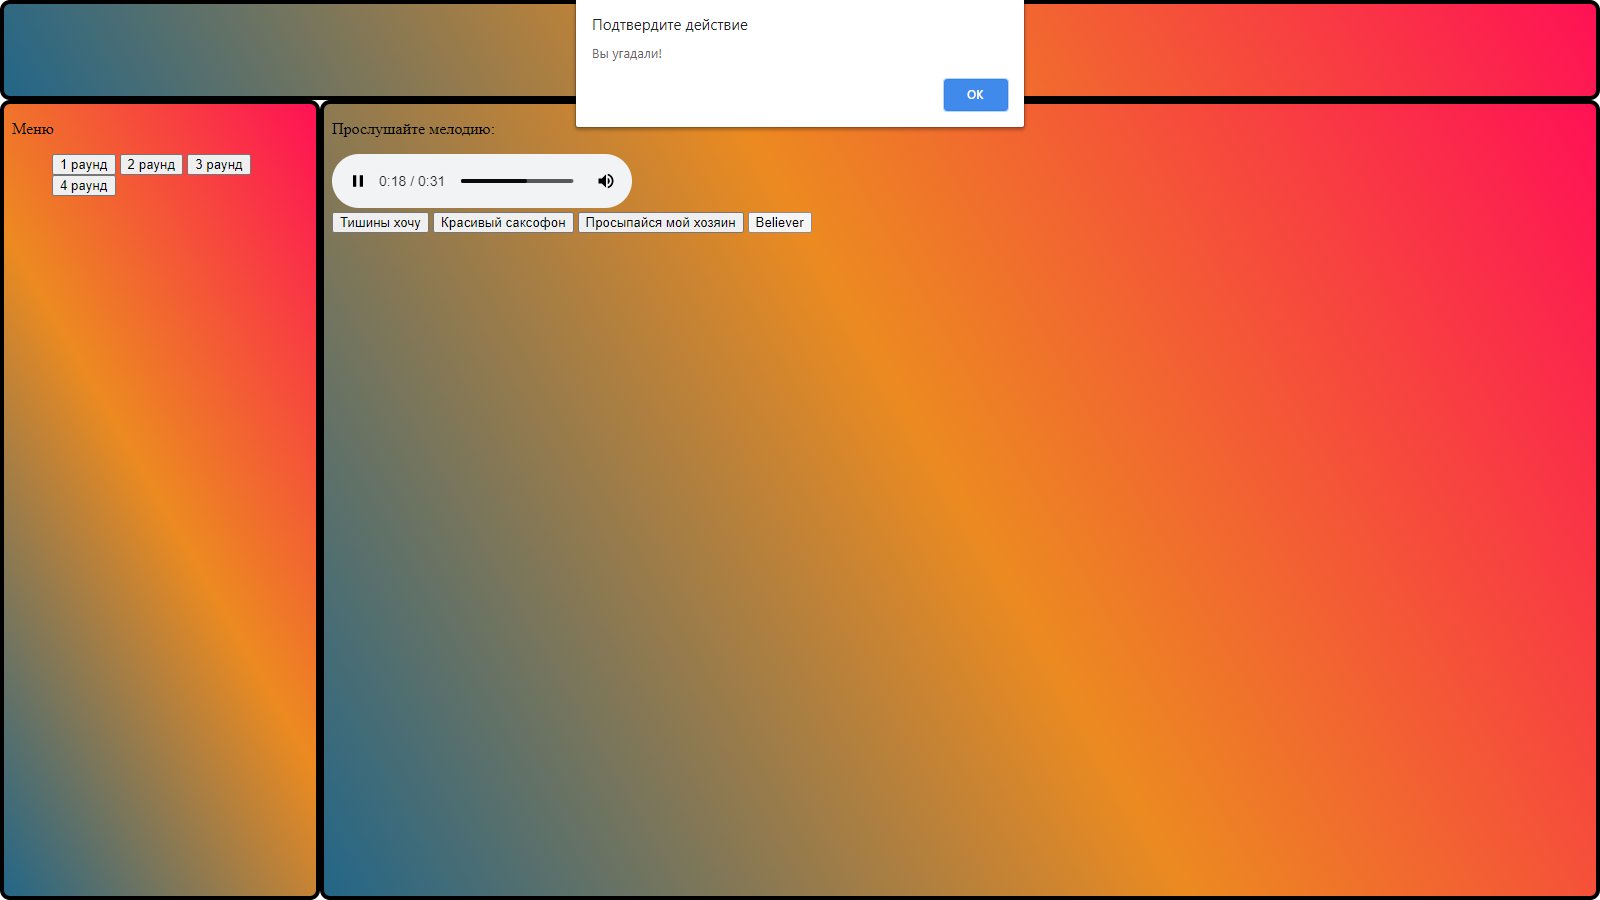 Подтвердите действие
Вы угадали!
ОК
Меню
1 раунд 2 раунд 3 раунд
4 раунд
Прослушайте мелодию:
0:18 / 0:31
Тишины хочу Красивый саксофон Просыпайся мой хозяин Believer